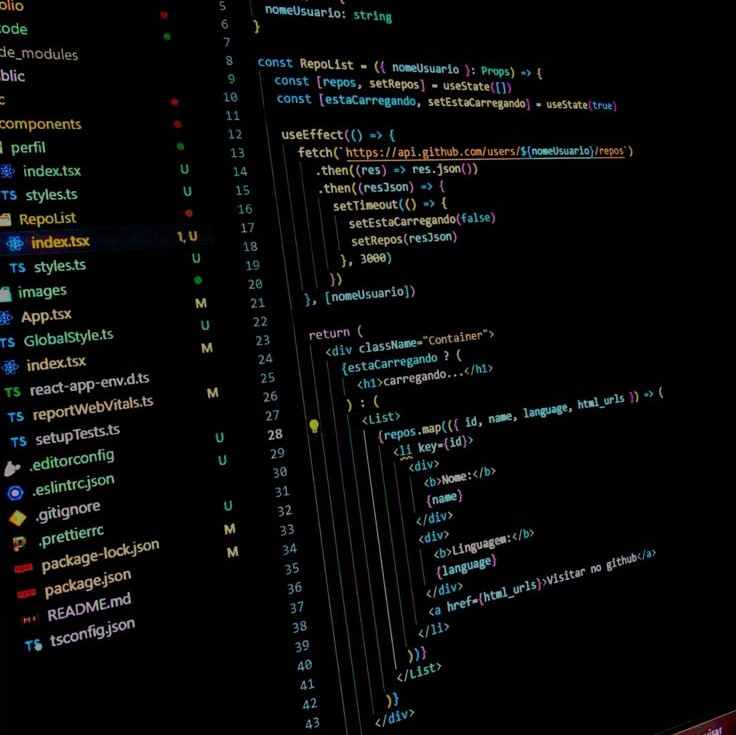 olio
ode
de_modules
blic
c
components
perfil
index.tsx U
TS styles.ts U
RepoList
index.tsx 1, U
TS styles.ts U
images
App.tsx M
TS GlobalStyle.ts U
index.tsx M
TS react-app-env.d.ts
TS reportWebVitals.ts M
TS setupTests.ts
.editorconfig U
.eslintrc.json U
.gitignore
.prettierrc U
package-lock.json M
package.json M
README.md
TS tsconfig.json
5 nomeUsuario: string
6 }
7
8 const RepoList = ({ nomeUsuario }: Props) => {
9 const [repos, setRepos] = useState([])
10 const [estaCarregando, setEstaCarregando] = useState(true)
11
12 useEffect(() => {
13 fetch(`https://api.github.com/users/${nomeUsuario}/repos`)
14 .then((res) => res.json())
15 .then((resJson) => {
16 setTimeout(() => {
17 setEstaCarregando(false)
18 setRepos(resJson)
19 }, 3000)
20 })
21 }, [nomeUsuario])
22
23 return (
24 <div className="Container">
25 {estaCarregando ? (
26 <h1>carregando...</h1>
27 ) : (
28 <List>
29 {repos.map(({ id, name, language, html_urls }) => (
30 <li key={id}>
31 <div>
32 <b>Nome:</b>
33 {name}
34 </div>
35 <div>
36 <b>Linguagem:</b>
37 {language}
38 </div>
39 <a href={html_urls}>Visitar no github</a>
40 </li>
41 ))}
42 </List>
43 )}
</div>